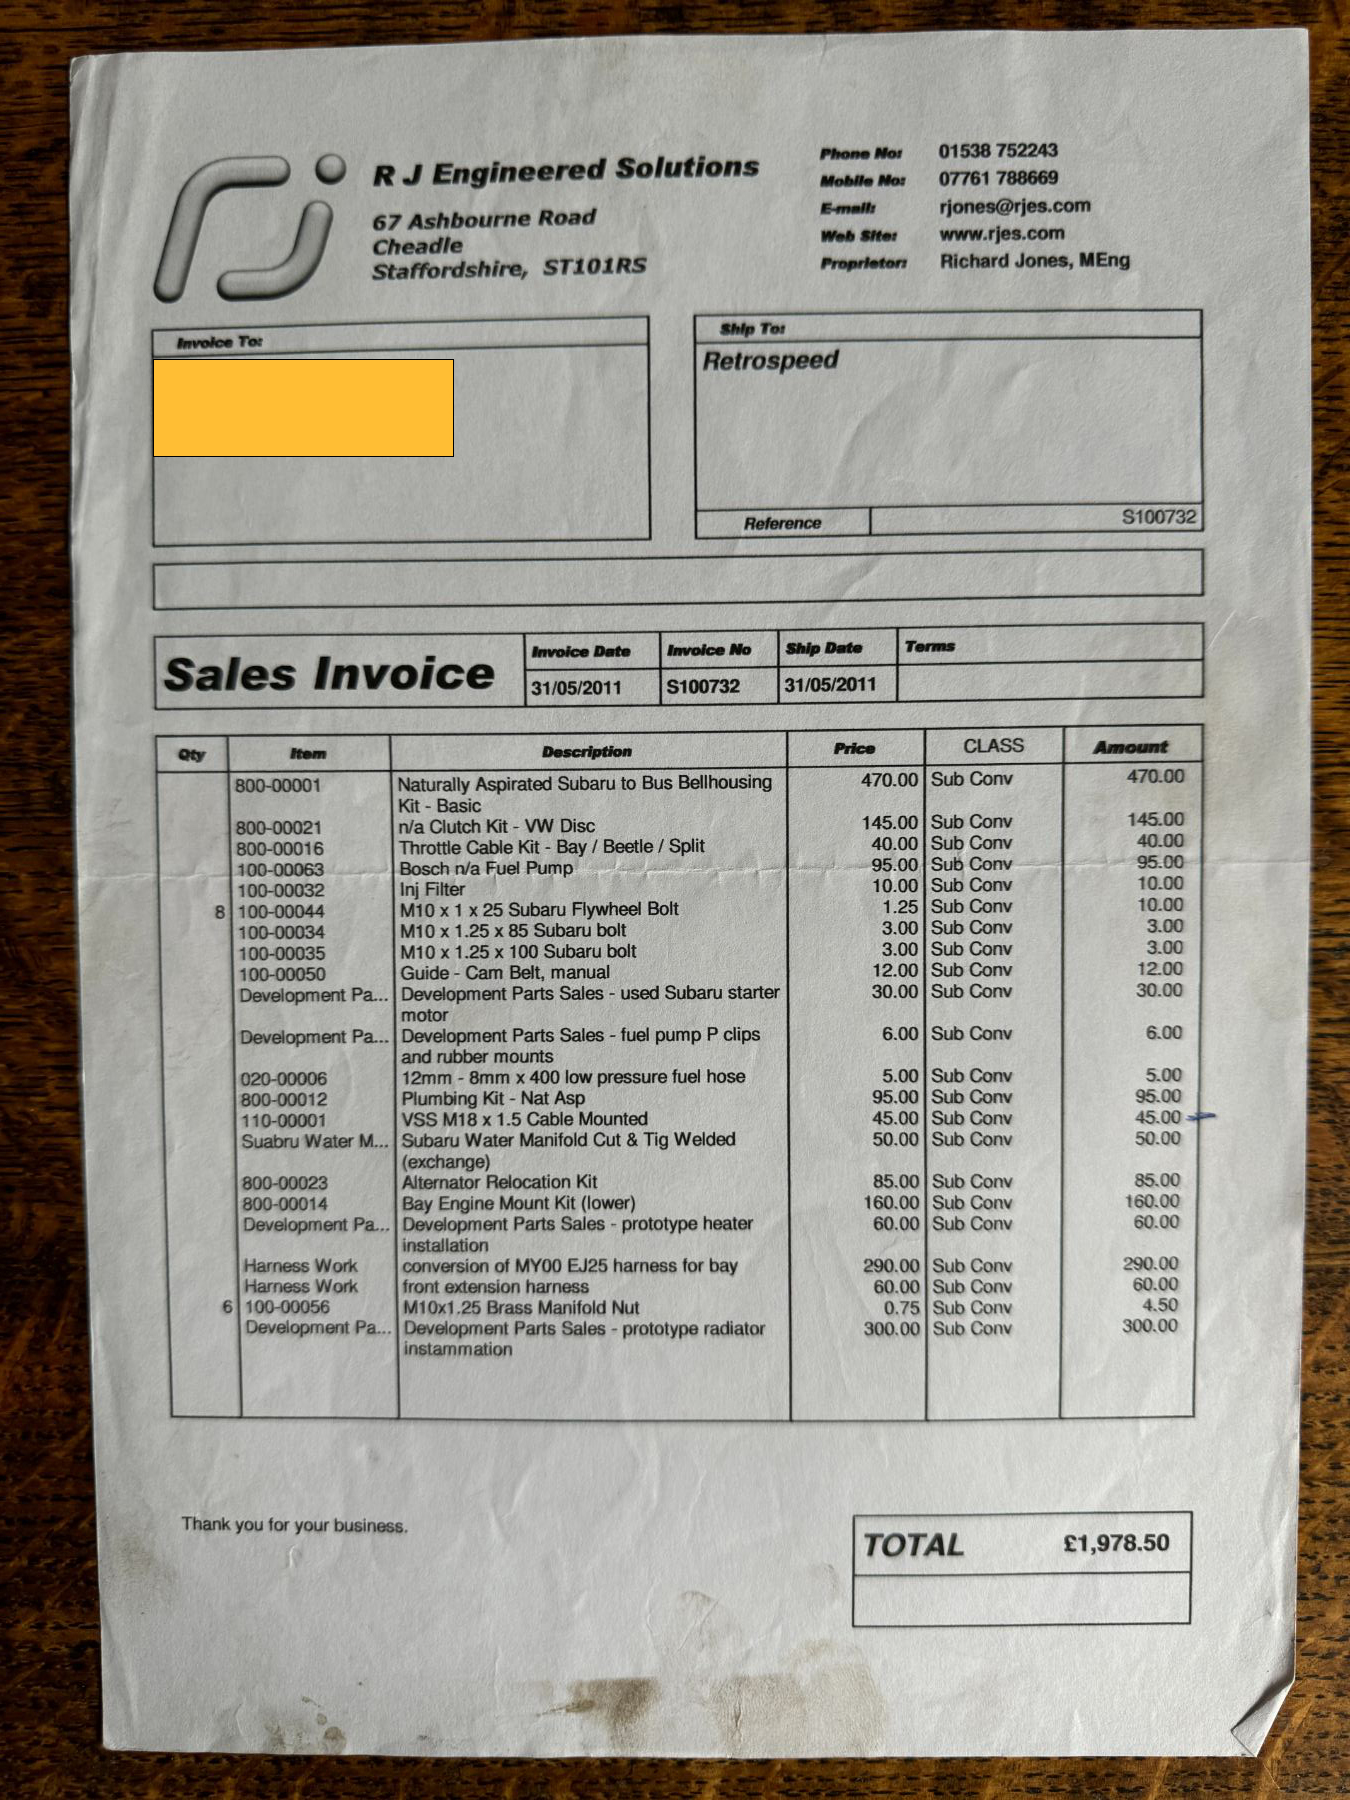 rj
R J Engineered Solutions
67 Ashbourne Road
Cheadle
Staffordshire, ST101RS
Phone No: 01538 752243
Mobile No: 07761 788669
E-mail: rjones@rjes.com
Web Site: www.rjes.com
Proprietor: Richard Jones, MEng
Invoice To:
Ship To:
Retrospeed
Reference S100732
Sales Invoice
Invoice Date Invoice No Ship Date Terms
31/05/2011 S100732 31/05/2011
Qty Item Description Price CLASS Amount
800-00001 Naturally Aspirated Subaru to Bus Bellhousing 470.00 Sub Conv 470.00
Kit - Basic
800-00021 n/a Clutch Kit - VW Disc 145.00 Sub Conv 145.00
800-00016 Throttle Cable Kit - Bay / Beetle / Split 40.00 Sub Conv 40.00
100-00063 Bosch n/a Fuel Pump 95.00 Sub Conv 95.00
100-00032 Inj Filter 10.00 Sub Conv 10.00
8 100-00044 M10 x 1 x 25 Subaru Flywheel Bolt 1.25 Sub Conv 10.00
100-00034 M10 x 1.25 x 85 Subaru bolt 3.00 Sub Conv 3.00
100-00035 M10 x 1.25 x 100 Subaru bolt 3.00 Sub Conv 3.00
100-00050 Guide - Cam Belt, manual 12.00 Sub Conv 12.00
Development Pa... Development Parts Sales - used Subaru starter 30.00 Sub Conv 30.00
motor
Development Pa... Development Parts Sales - fuel pump P clips 6.00 Sub Conv 6.00
and rubber mounts
020-00006 12mm - 8mm x 400 low pressure fuel hose 5.00 Sub Conv 5.00
800-00012 Plumbing Kit - Nat Asp 95.00 Sub Conv 95.00
110-00001 VSS M18 x 1.5 Cable Mounted 45.00 Sub Conv 45.00
Suabru Water M... Subaru Water Manifold Cut & Tig Welded 50.00 Sub Conv 50.00
(exchange)
800-00023 Alternator Relocation Kit 85.00 Sub Conv 85.00
800-00014 Bay Engine Mount Kit (lower) 160.00 Sub Conv 160.00
Development Pa... Development Parts Sales - prototype heater 60.00 Sub Conv 60.00
installation
Harness Work conversion of MY00 EJ25 harness for bay 290.00 Sub Conv 290.00
Harness Work front extension harness 60.00 Sub Conv 60.00
6 100-00056 M10x1.25 Brass Manifold Nut 0.75 Sub Conv 4.50
Development Pa... Development Parts Sales - prototype radiator 300.00 Sub Conv 300.00
instammation
Thank you for your business.
TOTAL £1,978.50